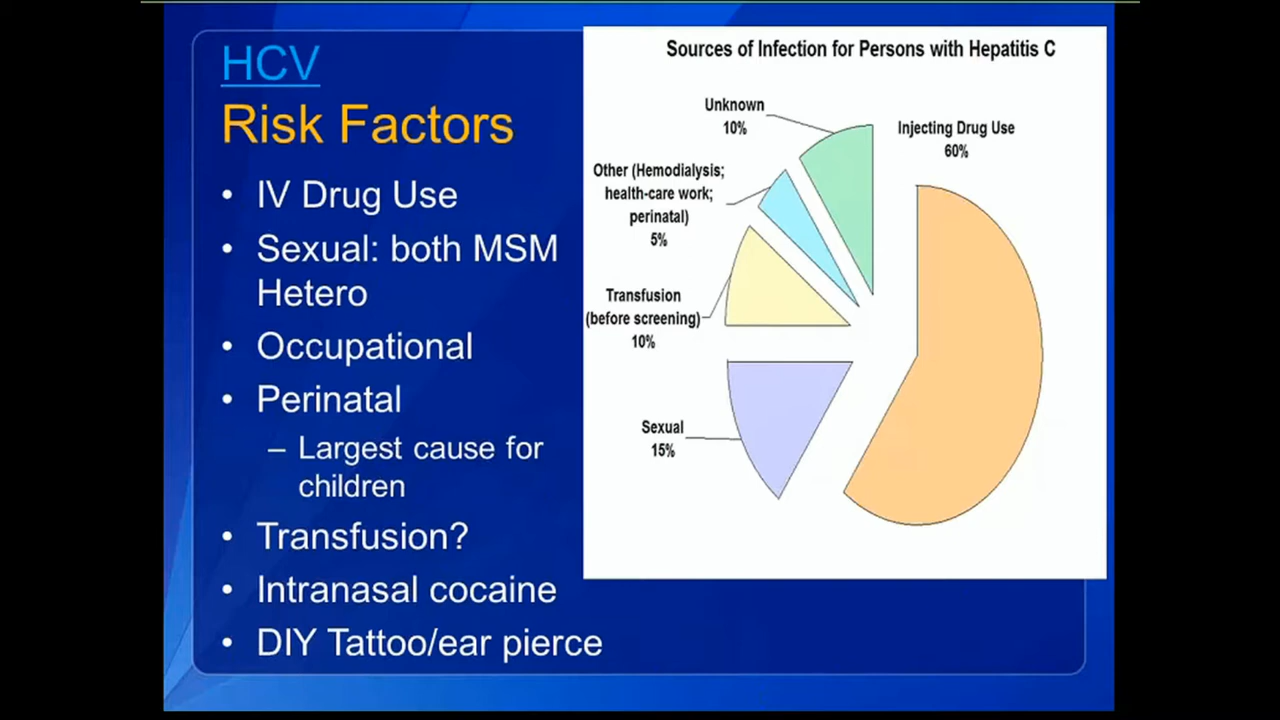 HCV
Risk Factors
• IV Drug Use
• Sexual: both MSM
Hetero
• Occupational
• Perinatal
– Largest cause for
children
• Transfusion?
• Intranasal cocaine
• DIY Tattoo/ear pierce
Sources of Infection for Persons with Hepatitis C
Unknown
10%
Injecting Drug Use
60%
Other (Hemodialysis;
health-care work;
perinatal)
5%
Transfusion
(before screening)
10%
Sexual
15%